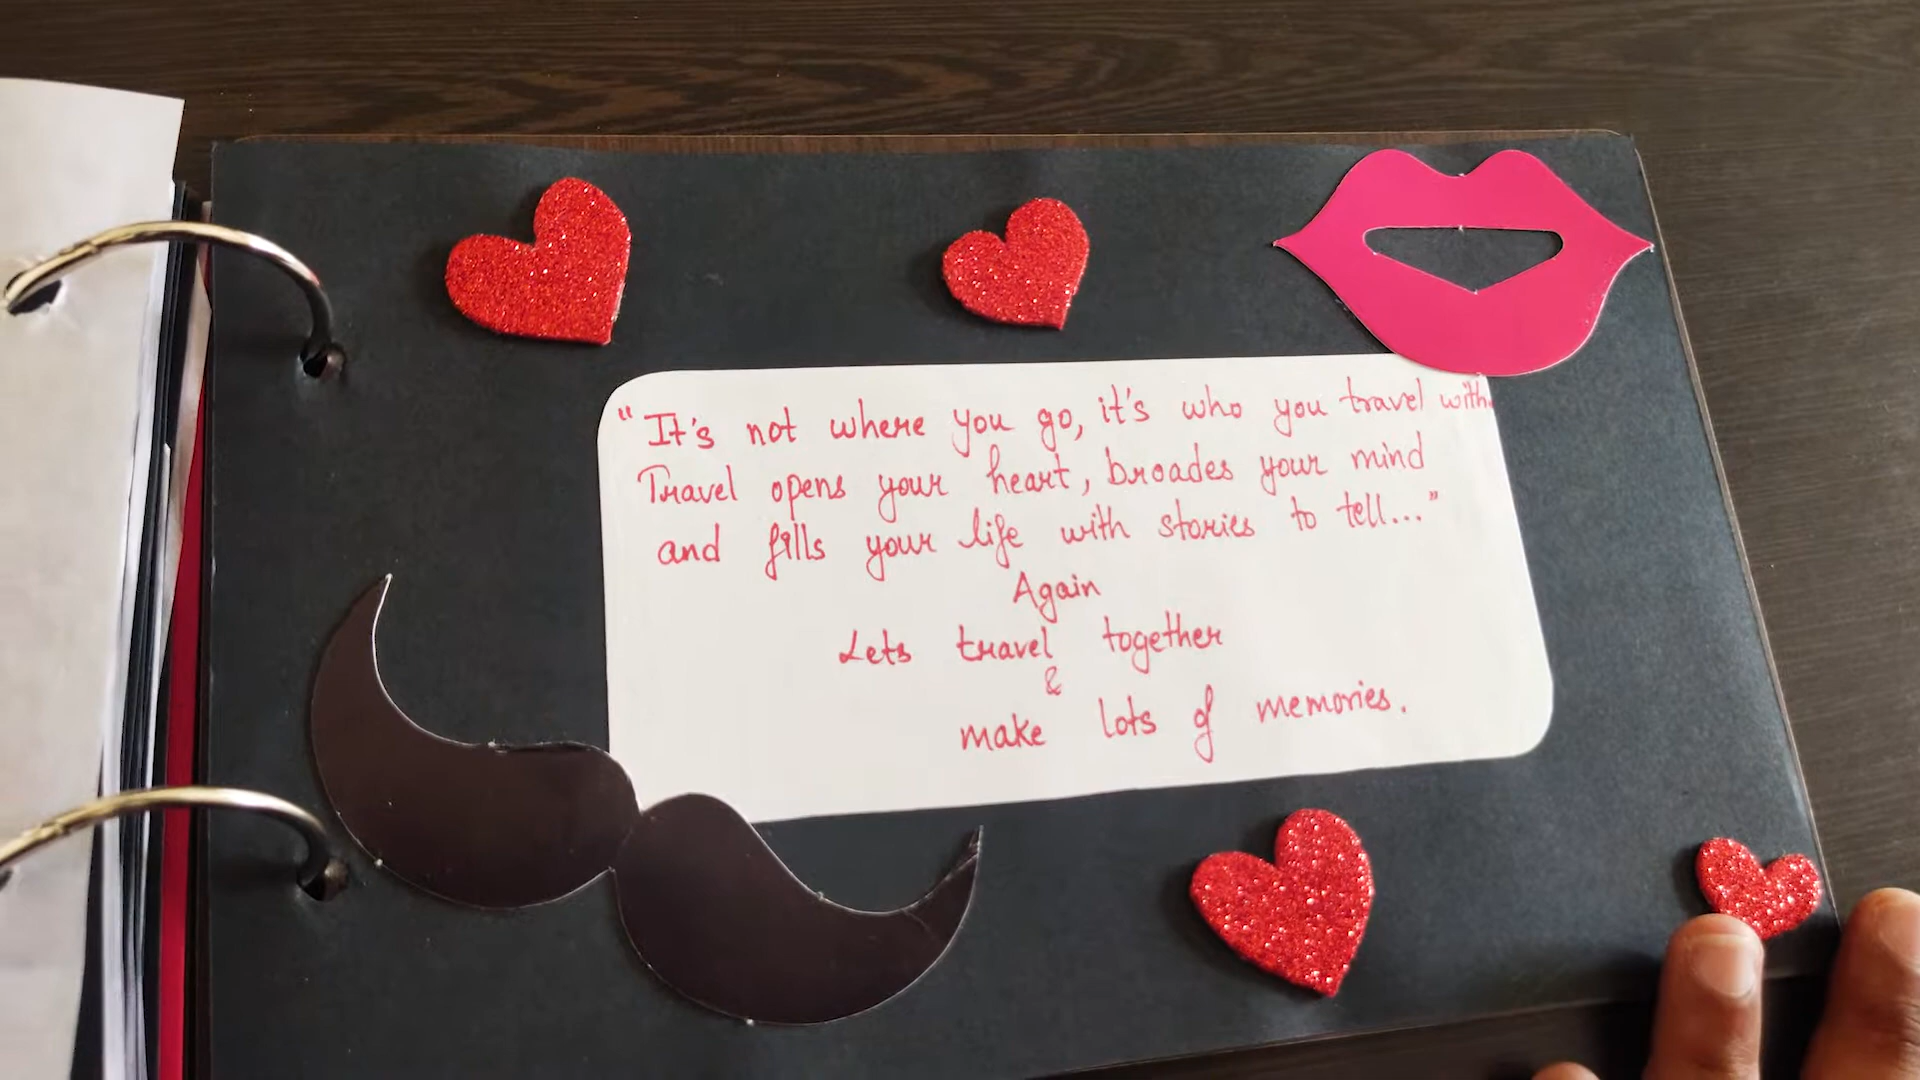 "It's not where you go, it's who you travel with.
Travel opens your heart, broades your mind
and fills your life with stories to tell..."
Again
Lets travel together
&
make lots of memories.